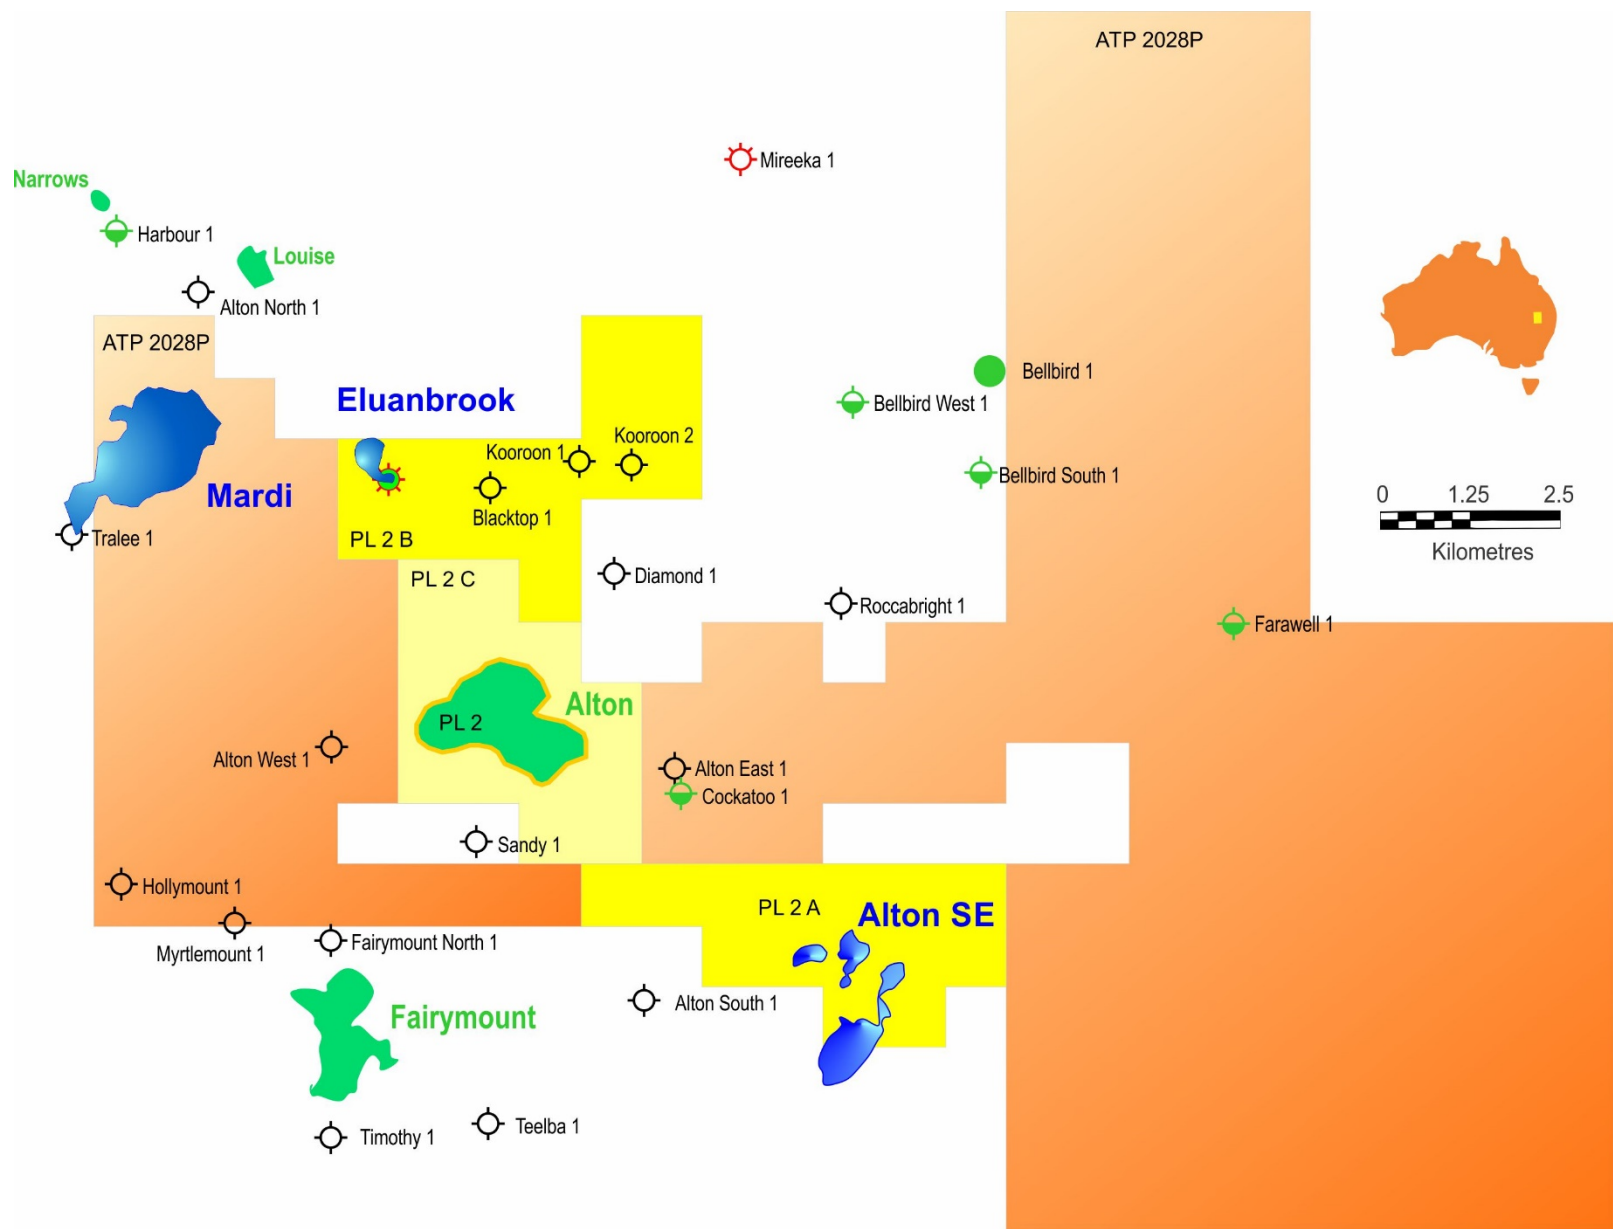 ATP 2028P
Mireeka 1
Narrows
Harbour 1
Louise
Alton North 1
ATP 2028P
Bellbird 1
Eluanbrook
Bellbird West 1
Kooroon 2
Kooroon 1
Bellbird South 1
Mardi
0 1.25 2.5
Blacktop 1
Tralee 1
PL 2 B
Kilometres
PL 2 C
Diamond 1
Roccabright 1
Farawell 1
Alton
PL 2
Alton West 1
Alton East 1
Cockatoo 1
Sandy 1
Hollymount 1
PL 2 A
Alton SE
Fairymount North 1
Myrtlemount 1
Alton South 1
Fairymount
Teelba 1
Timothy 1